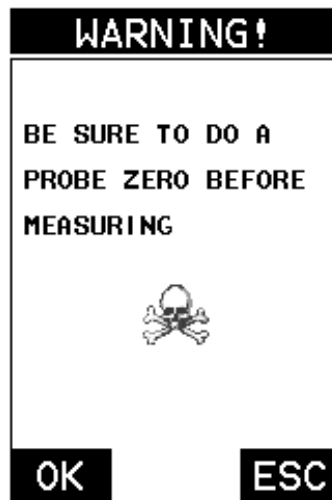 WARNING!
BE SURE TO DO A
PROBE ZERO BEFORE
MEASURING
OK ESC